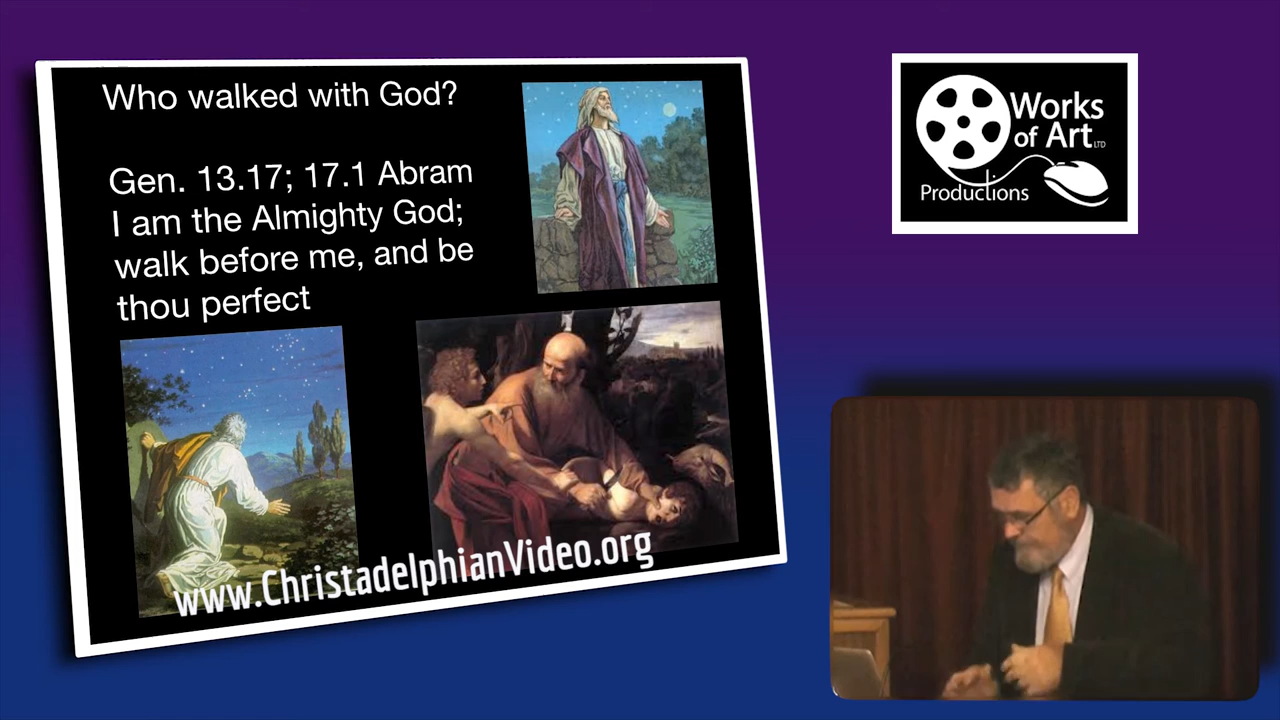 Who walked with God?
Gen. 13.17; 17.1 Abram
I am the Almighty God;
walk before me, and be
thou perfect
www.ChristadelphianVideo.org
Works
of Art LTD
Productions